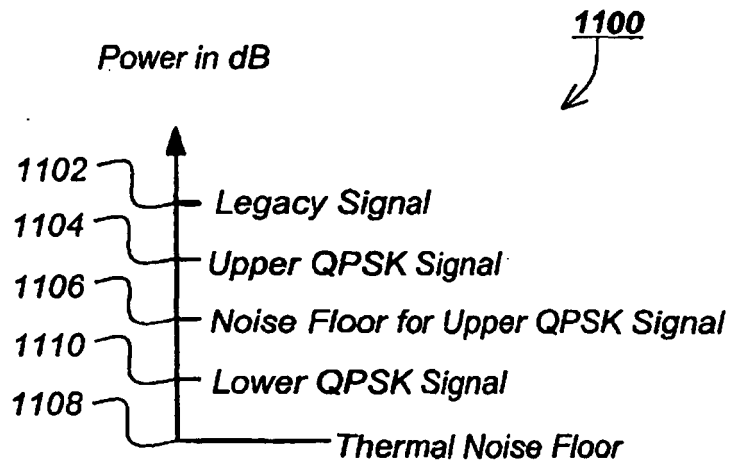 1100
Power in dB
1102
Legacy Signal
1104
Upper QPSK Signal
1106
Noise Floor for Upper QPSK Signal
1110
Lower QPSK Signal
1108
Thermal Noise Floor